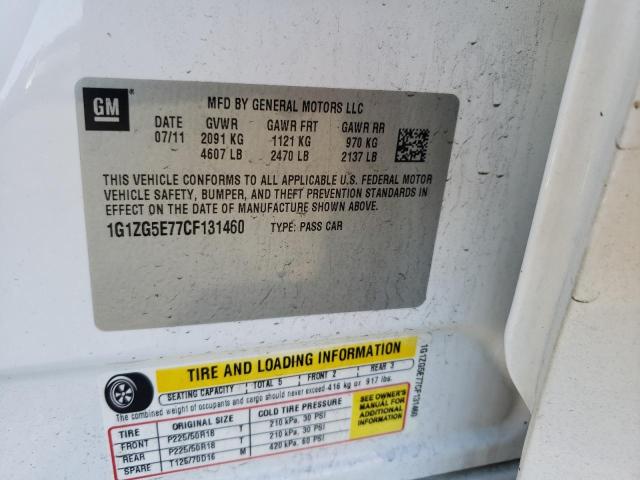 GM
MFD BY GENERAL MOTORS LLC
DATE GVWR GAWR FRT GAWR RR
07/11 2091 KG 1121 KG 970 KG
4607 LB 2470 LB 2137 LB
THIS VEHICLE CONFORMS TO ALL APPLICABLE U.S. FEDERAL MOTOR
VEHICLE SAFETY, BUMPER, AND THEFT PREVENTION STANDARDS IN
EFFECT ON THE DATE OF MANUFACTURE SHOWN ABOVE.
1G1ZG5E77CF131460 TYPE: PASS CAR
TIRE AND LOADING INFORMATION
SEATING CAPACITY TOTAL 5 FRONT 2 REAR 3
The combined weight of occupants and cargo should never exceed 416 kg or 917 lbs.
TIRE ORIGINAL SIZE COLD TIRE PRESSURE
FRONT P225/50R18 T 210 kPa, 30 PSI
REAR P225/50R18 T 210 kPa, 30 PSI
SPARE T125/70D16 M 420 kPa, 60 PSI
SEE OWNER'S
MANUAL FOR
ADDITIONAL
INFORMATION
1G1ZG5E77CF131460